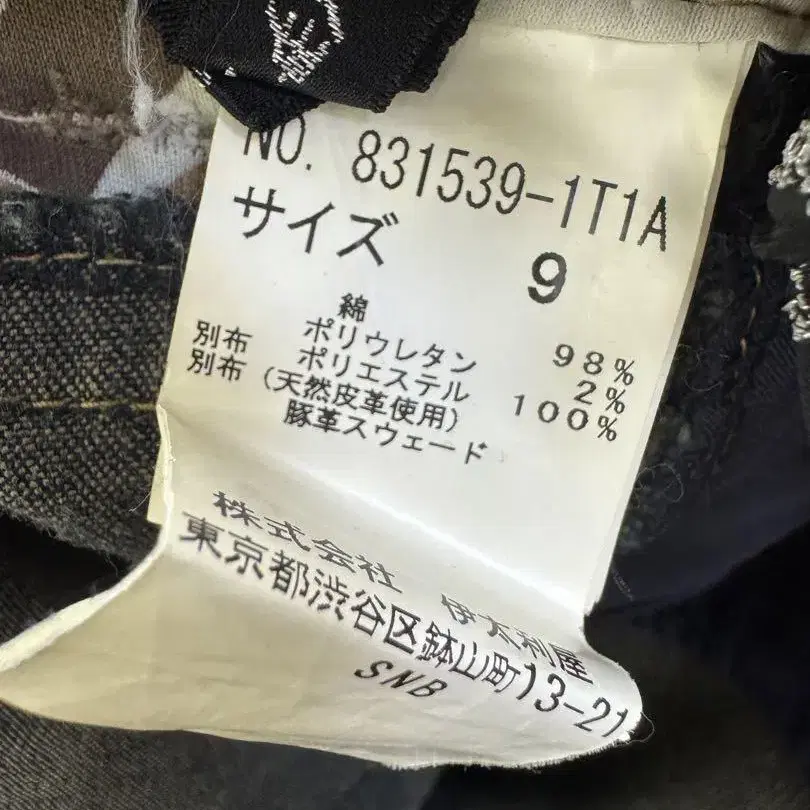 NO. 831539-1T1A
サイズ 9
綿 98%
ポリウレタン 2%
別布 ポリエステル 100%
別布 (天然皮革使用)
豚革スウェード
株式会社 伊太利屋
東京都渋谷区鉢山町13-21
SNB